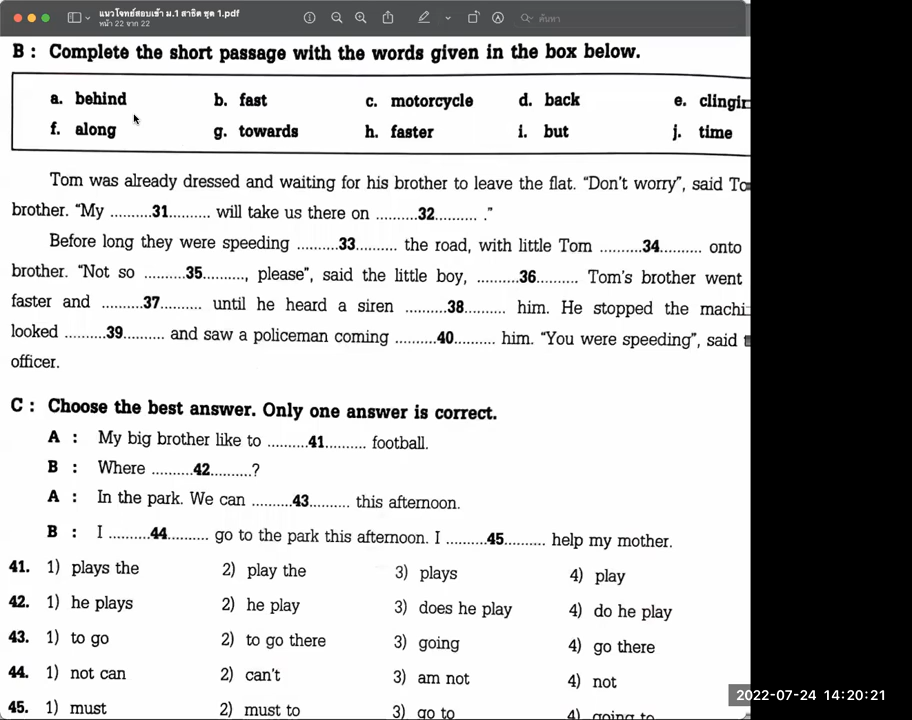 แนวโจทย์สอบเข้า ม.1 สาธิต ชุด 1.pdf
หน้า 22 จาก 22
ค้นหา
B : Complete the short passage with the words given in the box below.
a. behind b. fast c. motorcycle d. back e. clingin
f. along g. towards h. faster i. but j. time
Tom was already dressed and waiting for his brother to leave the flat. “Don't worry”, said To
brother. “My ..........31.......... will take us there on ..........32.......... .”
Before long they were speeding ..........33.......... the road, with little Tom ..........34.......... onto
brother. “Not so ..........35.........., please”, said the little boy, ..........36.......... Tom's brother went
faster and ..........37.......... until he heard a siren ..........38.......... him. He stopped the machi
looked ..........39.......... and saw a policeman coming ..........40.......... him. “You were speeding”, said
officer.
C : Choose the best answer. Only one answer is correct.
A : My big brother like to ..........41.......... football.
B : Where ..........42..........?
A : In the park. We can ..........43.......... this afternoon.
B : I ..........44.......... go to the park this afternoon. I ..........45.......... help my mother.
41. 1) plays the 2) play the 3) plays 4) play
42. 1) he plays 2) he play 3) does he play 4) do he play
43. 1) to go 2) to go there 3) going 4) go there
44. 1) not can 2) can't 3) am not 4) not
45. 1) must 2) must to 3) go to 4) going to
2022-07-24 14:20:21